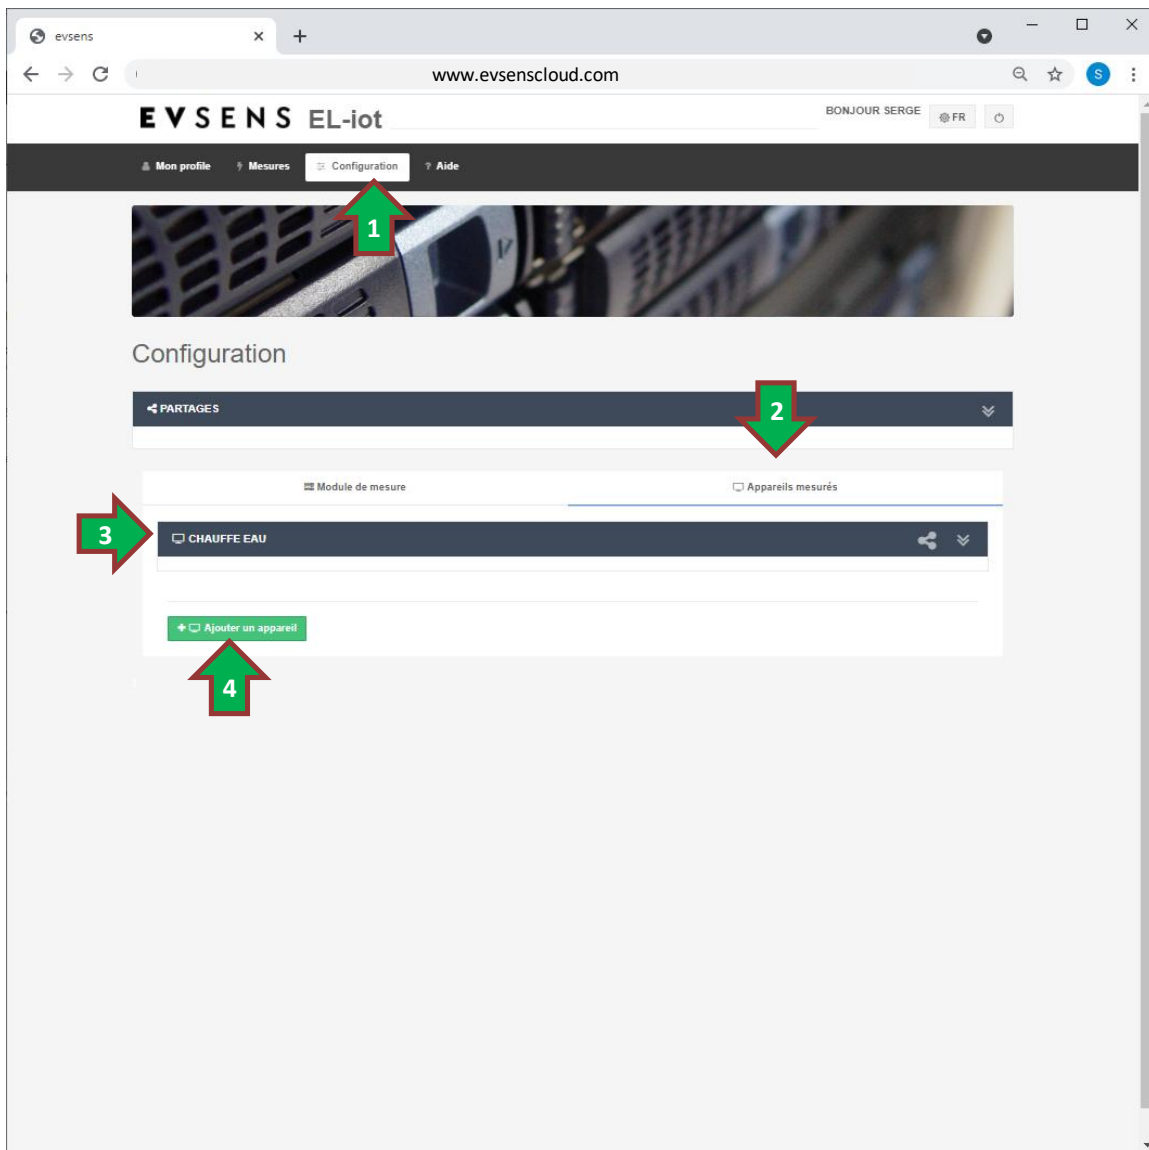 evsens
www.evsenscloud.com
S
EVSENS EL-iot
BONJOUR SERGE
FR
Mon profile
Mesures
Configuration
? Aide
1
Configuration
PARTAGES
2
Module de mesure
Appareils mesurés
3
CHAUFFE EAU
+ Ajouter un appareil
4